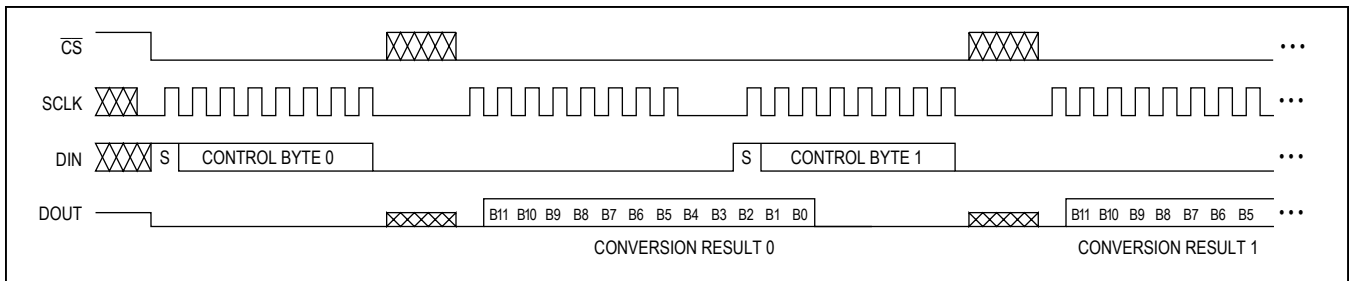 CS
•••
SCLK
•••
DIN S CONTROL BYTE 0 S CONTROL BYTE 1
•••
DOUT B11 B10 B9 B8 B7 B6 B5 B4 B3 B2 B1 B0 B11 B10 B9 B8 B7 B6 B5
•••
CONVERSION RESULT 0 CONVERSION RESULT 1